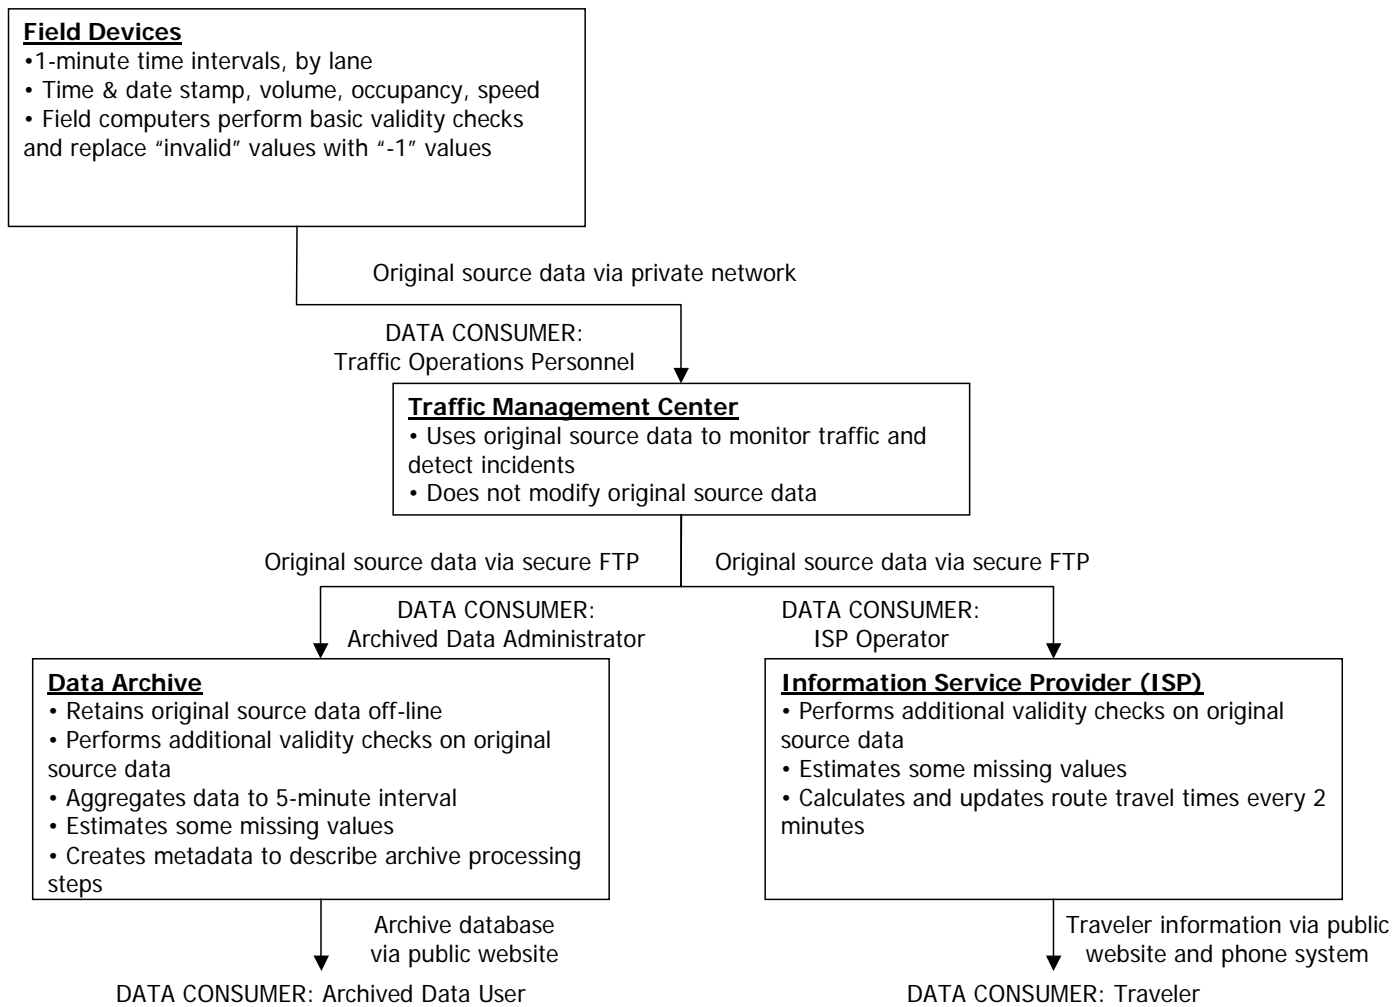 Field Devices
•1-minute time intervals, by lane
• Time & date stamp, volume, occupancy, speed
• Field computers perform basic validity checks
and replace “invalid” values with “-1” values
Original source data via private network
DATA CONSUMER:
Traffic Operations Personnel
Traffic Management Center
• Uses original source data to monitor traffic and
detect incidents
• Does not modify original source data
Original source data via secure FTP
Original source data via secure FTP
DATA CONSUMER:
Archived Data Administrator
DATA CONSUMER:
ISP Operator
Data Archive
• Retains original source data off-line
• Performs additional validity checks on original
source data
• Aggregates data to 5-minute interval
• Estimates some missing values
• Creates metadata to describe archive processing
steps
Information Service Provider (ISP)
• Performs additional validity checks on original
source data
• Estimates some missing values
• Calculates and updates route travel times every 2
minutes
Archive database
via public website
Traveler information via public
website and phone system
DATA CONSUMER: Archived Data User
DATA CONSUMER: Traveler